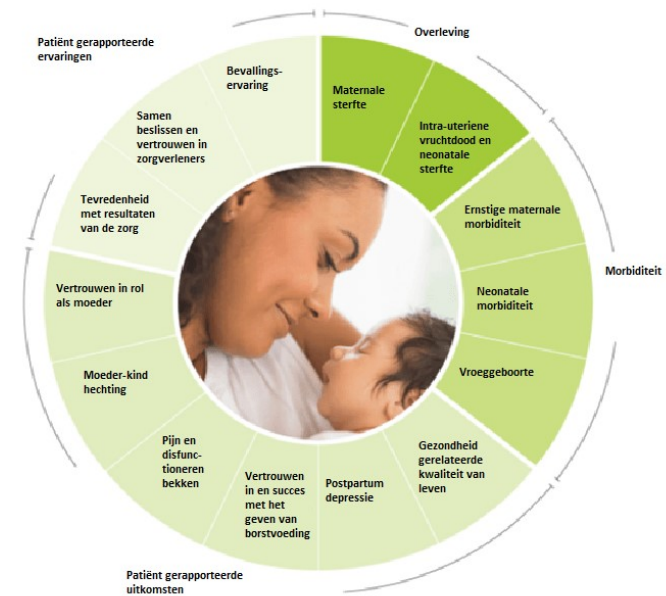 Overleving
Maternale
sterfte
Intra-uteriene
vruchtdood en
neonatale
sterfte
Morbiditeit
Ernstige maternale
morbiditeit
Neonatale
morbiditeit
Vroeggeboorte
Patiënt gerapporteerde
uitkomsten
Gezondheid
gerelateerde
kwaliteit van
leven
Postpartum
depressie
Vertrouwen
in en succes
met het
geven van
borstvoeding
Pijn en
disfunc-
tioneren
bekken
Moeder-kind
hechting
Vertrouwen in rol
als moeder
Patiënt gerapporteerde
ervaringen
Tevredenheid
met resultaten
van de zorg
Samen
beslissen en
vertrouwen in
zorgverleners
Bevallings-
ervaring